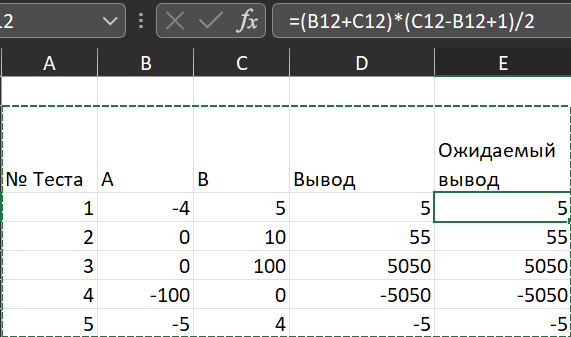 .2 fx =(B12+C12)*(C12-B12+1)/2
A B C D E
№ Теста A B Вывод Ожидаемый вывод
1 -4 5 5 5
2 0 10 55 55
3 0 100 5050 5050
4 -100 0 -5050 -5050
5 -5 4 -5 -5